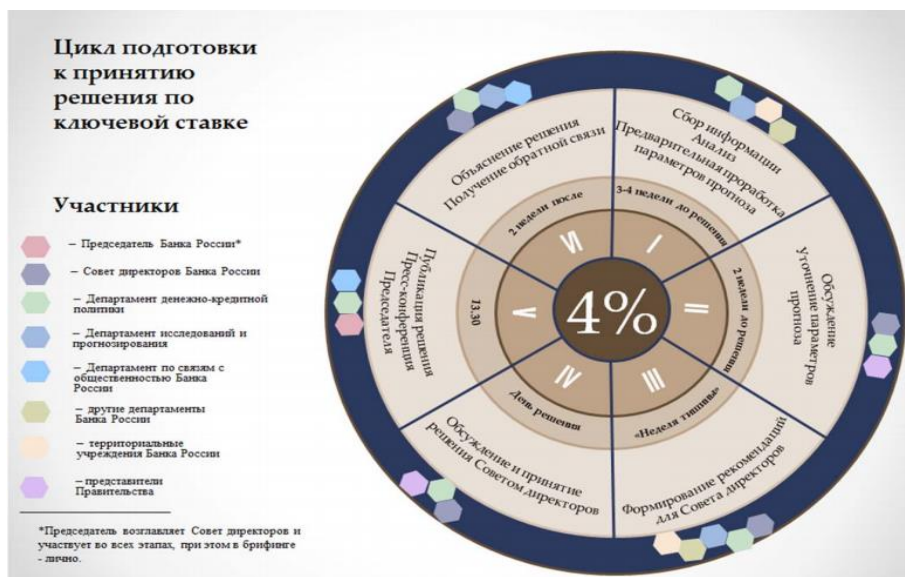 Цикл подготовки
к принятию
решения по
ключевой ставке
Участники
– Председатель Банка России*
– Совет директоров Банка России
– Департамент денежно-кредитной
политики
– Департамент исследований и
прогнозирования
– Департамент по связям с
общественностью Банка
России
– другие департаменты
Банка России
– территориальные
учреждения Банка России
– представители
Правительства
*Председатель возглавляет Совет директоров и
участвует во всех этапах, при этом в брифинге
- лично.
Сбор информации
Анализ
Предварительная проработка
параметров прогноза
3-4 недели до решения
I
Обсуждение
Уточнение параметров
прогноза
2 недели до решения
II
Формирование рекомендаций
для Совета директоров
«Неделя тишины»
III
Обсуждение и принятие
решения Советом директоров
День решения
IV
Публикация решения
Пресс-конференция
Председателя
13.30
V
Объяснение решения
Получение обратной связи
2 недели после
VI
4%